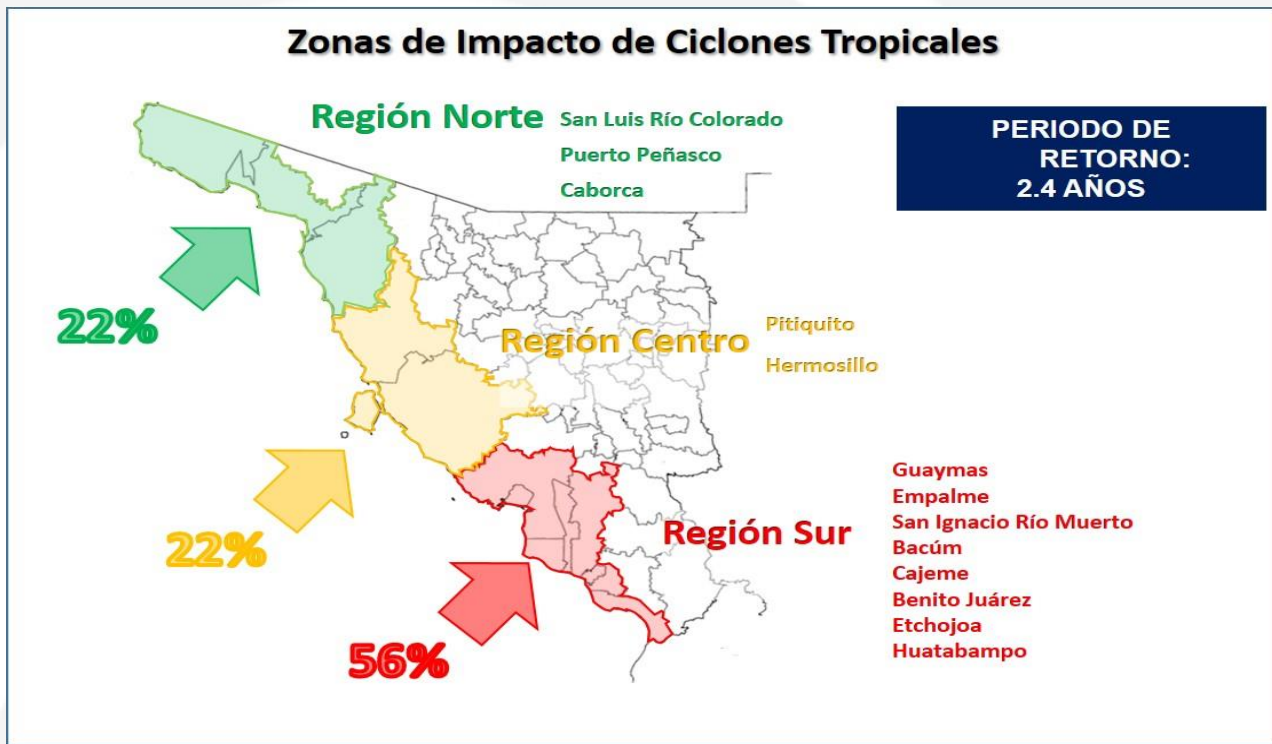 Zonas de Impacto de Ciclones Tropicales
Región Norte
San Luis Río Colorado
Puerto Peñasco
Caborca
PERIODO DE
RETORNO:
2.4 AÑOS
22%
Región Centro
Pitiquito
Hermosillo
22%
Región Sur
Guaymas
Empalme
San Ignacio Río Muerto
Bacúm
Cajeme
Benito Juárez
Etchojoa
Huatabampo
56%